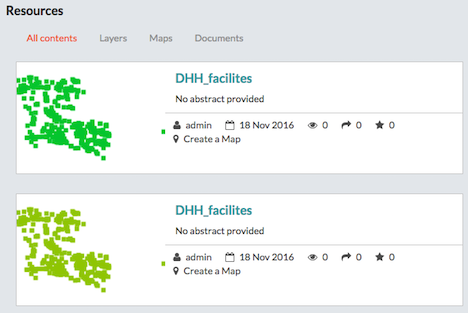 Resources
All contents Layers Maps Documents
DHH_facilites
No abstract provided
admin 18 Nov 2016 0 0 0
Create a Map
DHH_facilites
No abstract provided
admin 18 Nov 2016 0 0 0
Create a Map